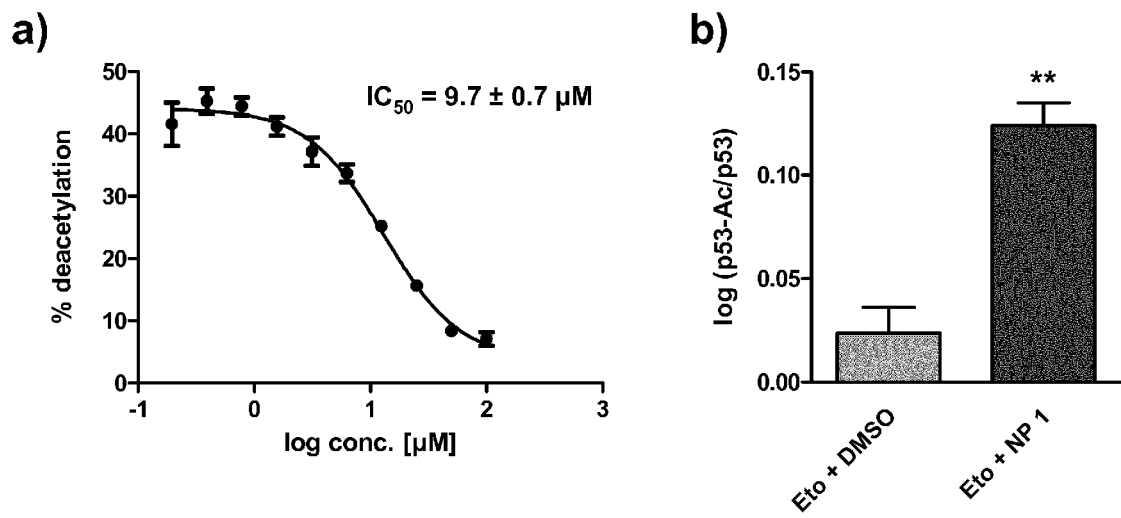 a)
IC50 = 9.7 ± 0.7 µM
% deacetylation
50
40
30
20
10
0
-1 0 1 2 3
log conc. [µM]
b)
**
log (p53-Ac/p53)
0.15
0.10
0.05
0.00
Eto + DMSO
Eto + NP 1